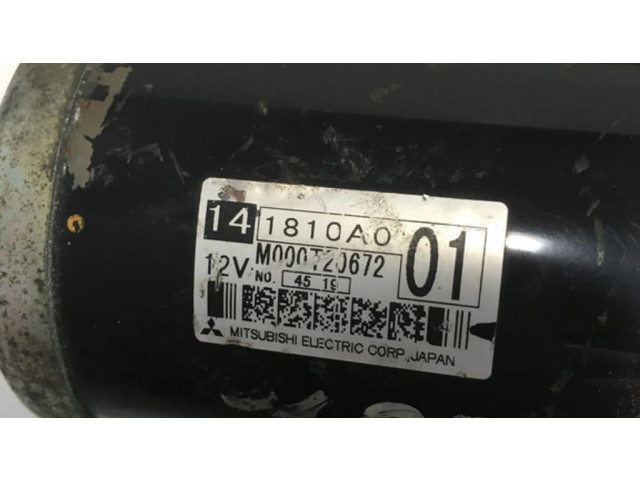 14 1810A0 01
12V M000T20672
NO. 45 19
MITSUBISHI ELECTRIC CORP. JAPAN